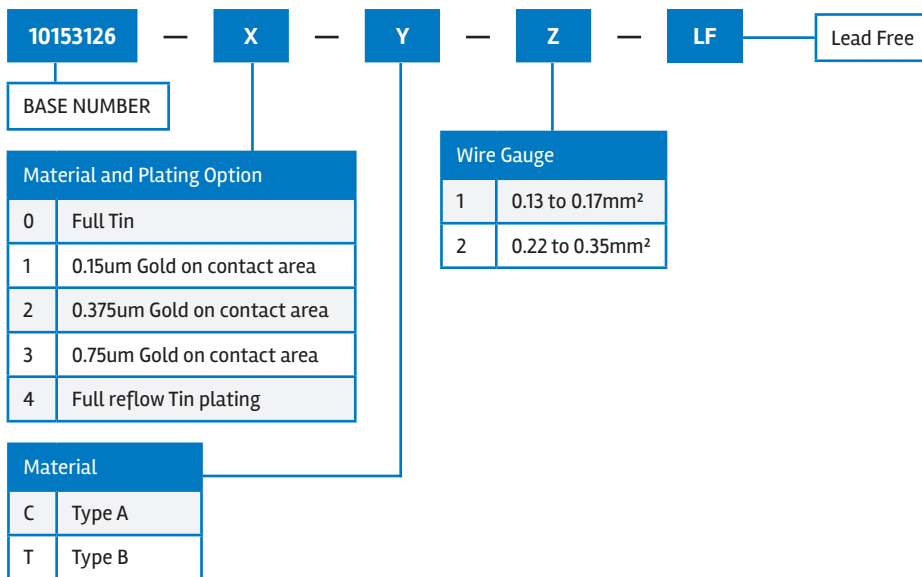 10153126 — X — Y — Z — LF Lead Free
BASE NUMBER
Material and Plating Option
0 Full Tin
1 0.15um Gold on contact area
2 0.375um Gold on contact area
3 0.75um Gold on contact area
4 Full reflow Tin plating
Wire Gauge
1 0.13 to 0.17mm²
2 0.22 to 0.35mm²
Material
C Type A
T Type B